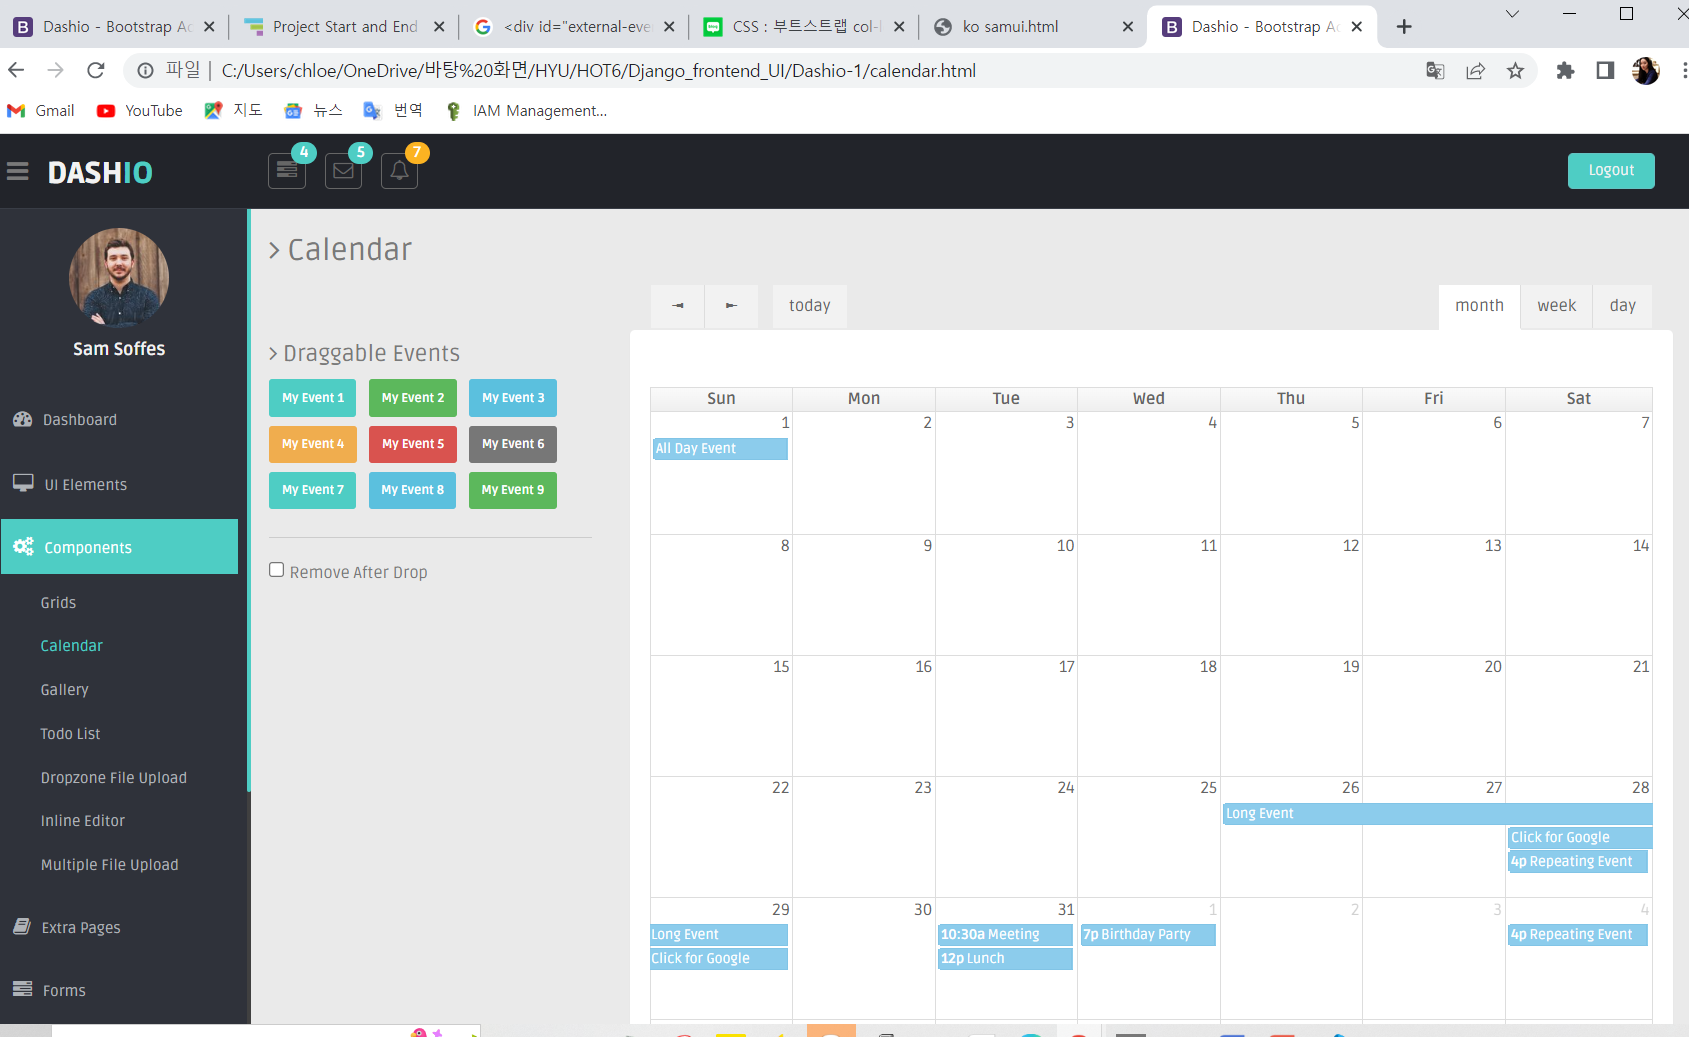 Dashio - Bootstrap Ad
Project Start and End
<div id="external-eve
CSS : 부트스트랩 col-l
ko samui.html
Dashio - Bootstrap Ad
파일 | C:/Users/chloe/OneDrive/바탕%20화면/HYU/HOT6/Django_frontend_UI/Dashio-1/calendar.html
Gmail YouTube 지도 뉴스 번역 IAM Management...
DASHIO 4 5 7 Logout
Sam Soffes
Dashboard
UI Elements
Components
Grids
Calendar
Gallery
Todo List
Dropzone File Upload
Inline Editor
Multiple File Upload
Extra Pages
Forms
> Calendar
> Draggable Events
My Event 1 My Event 2 My Event 3
My Event 4 My Event 5 My Event 6
My Event 7 My Event 8 My Event 9
Remove After Drop
today month week day
Sun Mon Tue Wed Thu Fri Sat
1 2 3 4 5 6 7
All Day Event
8 9 10 11 12 13 14
15 16 17 18 19 20 21
22 23 24 25 26 27 28
Long Event
Click for Google
4p Repeating Event
29 30 31 1 2 3 4
Long Event 10:30a Meeting 7p Birthday Party 4p Repeating Event
Click for Google 12p Lunch